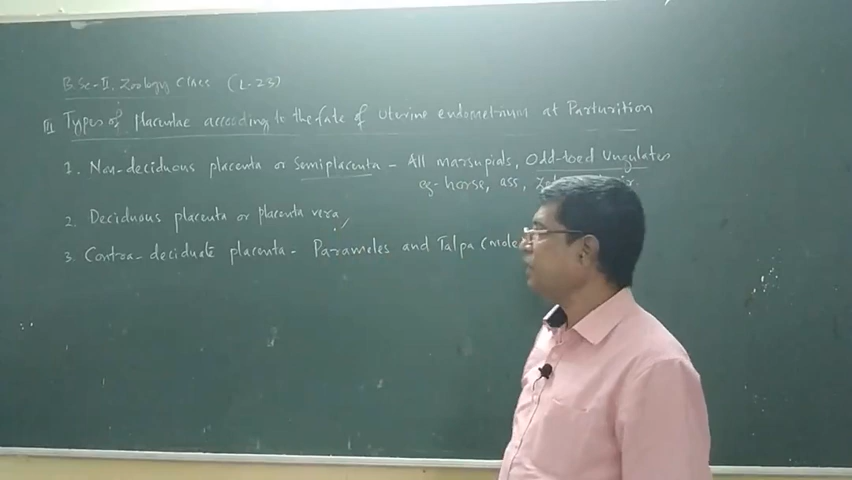 B.Sc-II. Zoology Class (L-23)
III Types of Placentae according to the fate of uterine endometrium at Parturition
1. Non-deciduous placenta or Semiplacenta - All marsupials, Odd-toed Ungulates
eg- horse, ass,
2. Deciduous placenta or placenta vera
3. Contra-deciduate placenta - Parameles and Talpa (mole